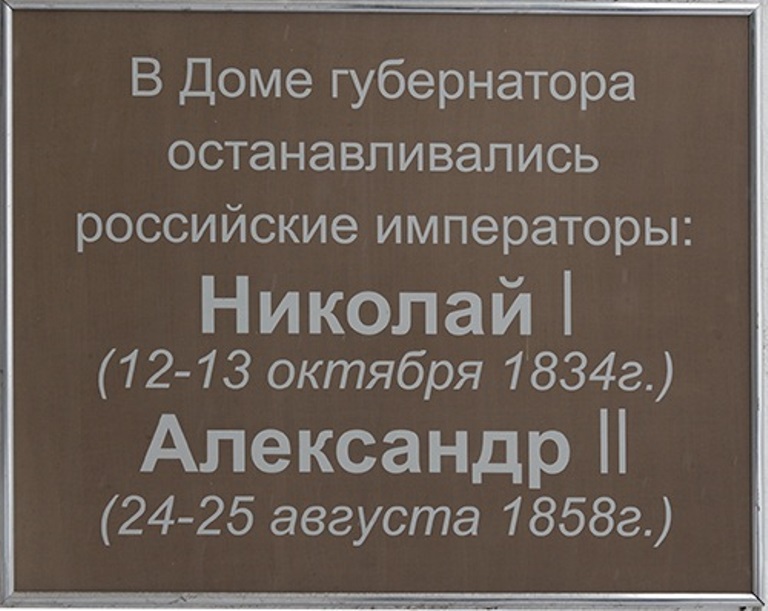 В Доме губернатора
останавливались
российские императоры:
Николай I
(12-13 октября 1834г.)
Александр II
(24-25 августа 1858г.)